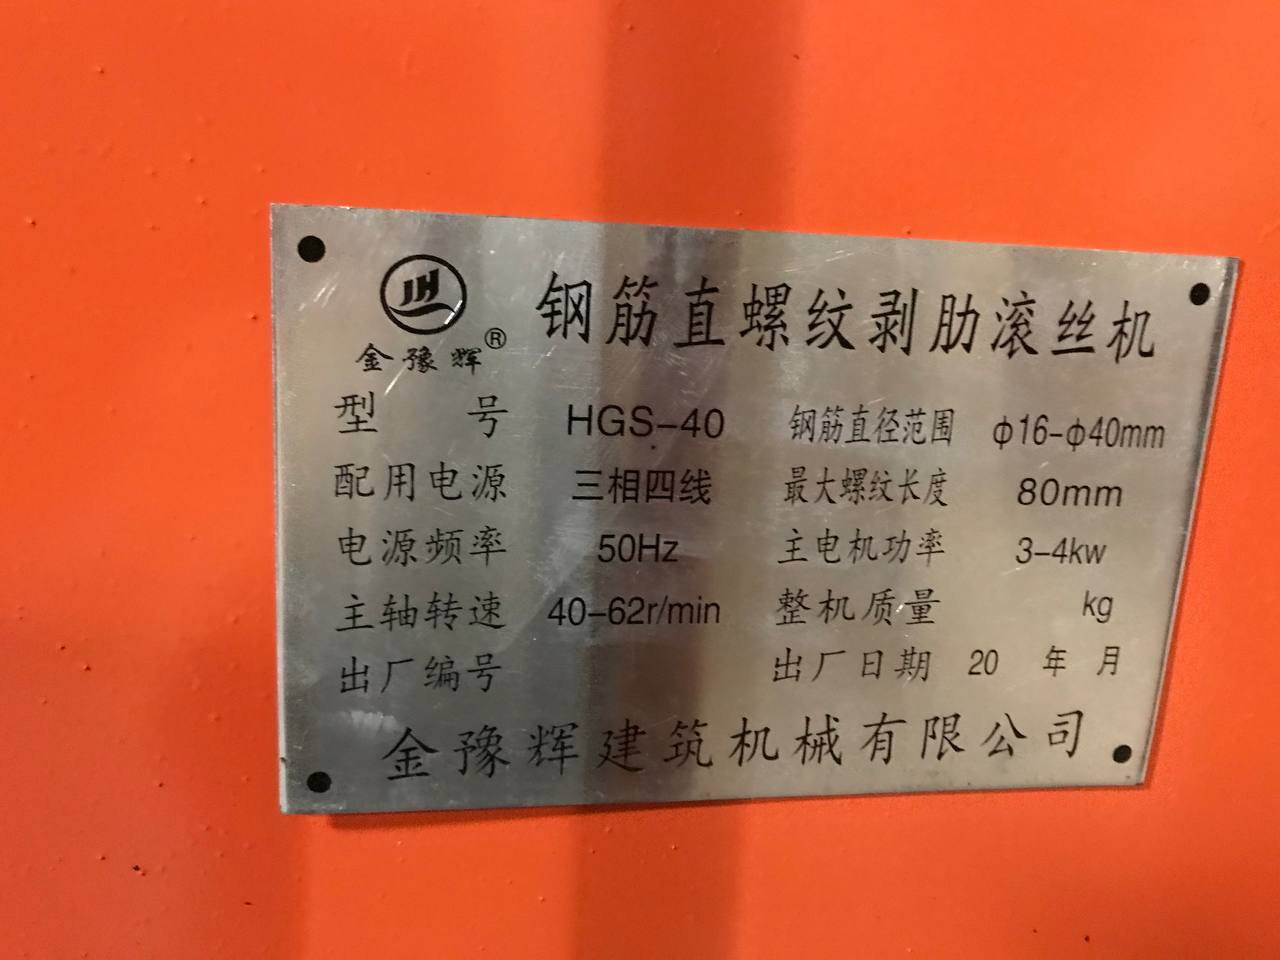 JH
金豫辉®
钢筋直螺纹剥肋滚丝机
型号 HGS-40 钢筋直径范围 φ16-φ40mm
配用电源 三相四线 最大螺纹长度 80mm
电源频率 50Hz 主电机功率 3-4kw
主轴转速 40-62r/min 整机质量 kg
出厂编号 出厂日期 20 年 月
金豫辉建筑机械有限公司